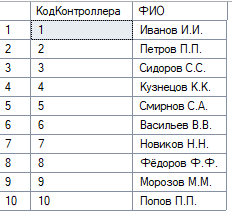 КодКонтроллера ФИО
1 1 Иванов И.И.
2 2 Петров П.П.
3 3 Сидоров С.С.
4 4 Кузнецов К.К.
5 5 Смирнов С.А.
6 6 Васильев В.В.
7 7 Новиков Н.Н.
8 8 Фёдоров Ф.Ф.
9 9 Морозов М.М.
10 10 Попов П.П.